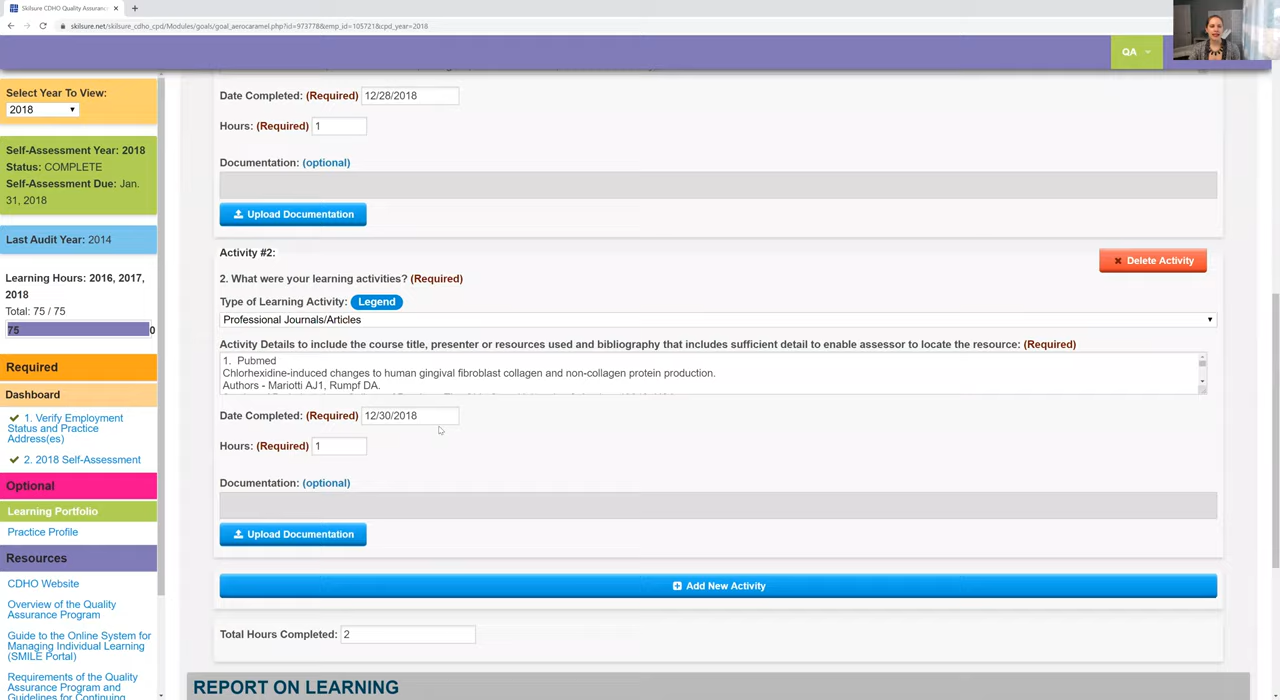 Skilsure CDHO Quality Assuranc
skilsure.net/skilsure_cdho_cpd/Modules/goals/goal_aerocaramel.php?id=973778&emp_id=105721&cpd_year=2018
QA
Select Year To View:
2018
Self-Assessment Year: 2018
Status: COMPLETE
Self-Assessment Due: Jan.
31, 2018
Last Audit Year: 2014
Learning Hours: 2016, 2017,
2018
Total: 75 / 75
75 0
Required
Dashboard
1. Verify Employment
Status and Practice
Address(es)
2. 2018 Self-Assessment
Optional
Learning Portfolio
Practice Profile
Resources
CDHO Website
Overview of the Quality
Assurance Program
Guide to the Online System for
Managing Individual Learning
(SMILE Portal)
Requirements of the Quality
Assurance Program and
Guidelines for Continuing
Date Completed: (Required) 12/28/2018
Hours: (Required) 1
Documentation: (optional)
Upload Documentation
Activity #2:
Delete Activity
2. What were your learning activities? (Required)
Type of Learning Activity: Legend
Professional Journals/Articles
Activity Details to include the course title, presenter or resources used and bibliography that includes sufficient detail to enable assessor to locate the resource: (Required)
1. Pubmed
Chlorhexidine-induced changes to human gingival fibroblast collagen and non-collagen protein production.
Authors - Mariotti AJ1, Rumpf DA.
Date Completed: (Required) 12/30/2018
Hours: (Required) 1
Documentation: (optional)
Upload Documentation
Add New Activity
Total Hours Completed: 2
REPORT ON LEARNING